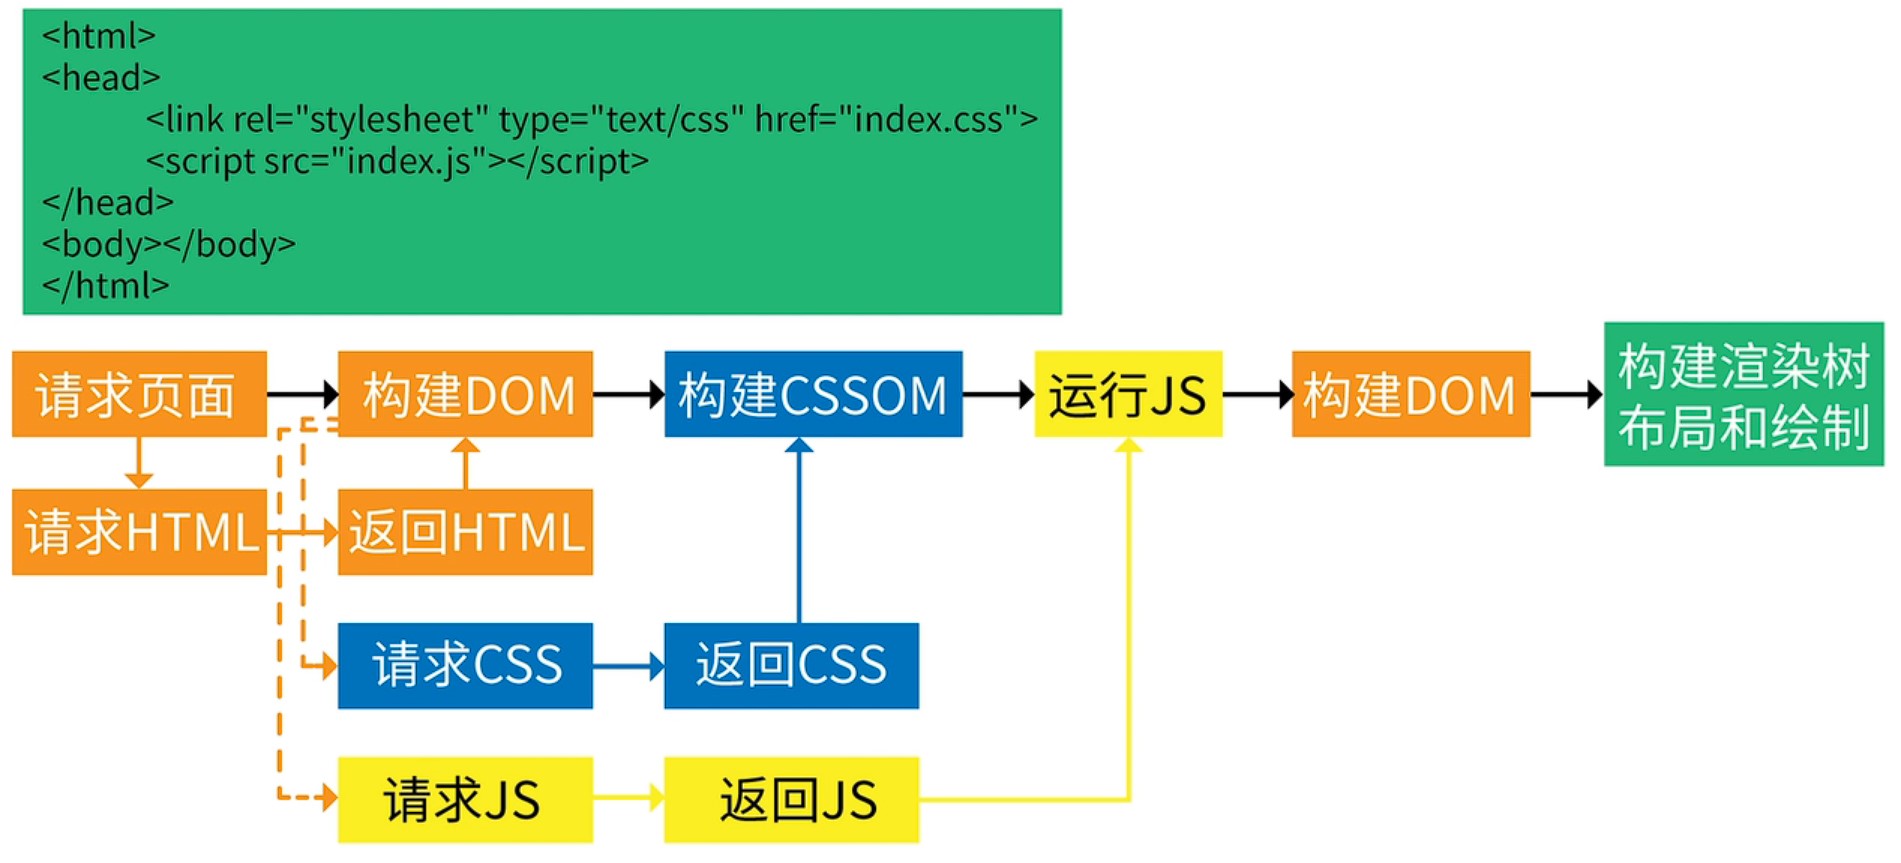 <html>
<head>
<link rel="stylesheet" type="text/css" href="index.css">
<script src="index.js"></script>
</head>
<body></body>
</html>
请求页面
构建DOM
构建CSSOM
运行JS
构建DOM
构建渲染树
布局和绘制
请求HTML
返回HTML
请求CSS
返回CSS
请求JS
返回JS